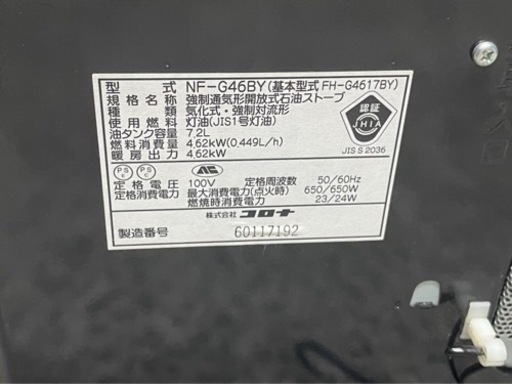 型式 NF-G46BY(基本型式FH-G4617BY)
規格名称 強制通気形開放式石油ストーブ
種類 気化式・強制対流形
使用燃料 灯油(JIS1号灯油)
油タンク容量 7.2L
燃料消費量 4.62kW(0.449L/h)
暖房出力 4.62kW
認証
JHIA
JIS S 2036
PS E PS C
定格電圧 100V 定格周波数 50/60Hz
定格消費電力 最大消費電力(点火時) 650/650W
燃焼時消費電力 23/24W
株式会社 コロナ
製造番号 60117192